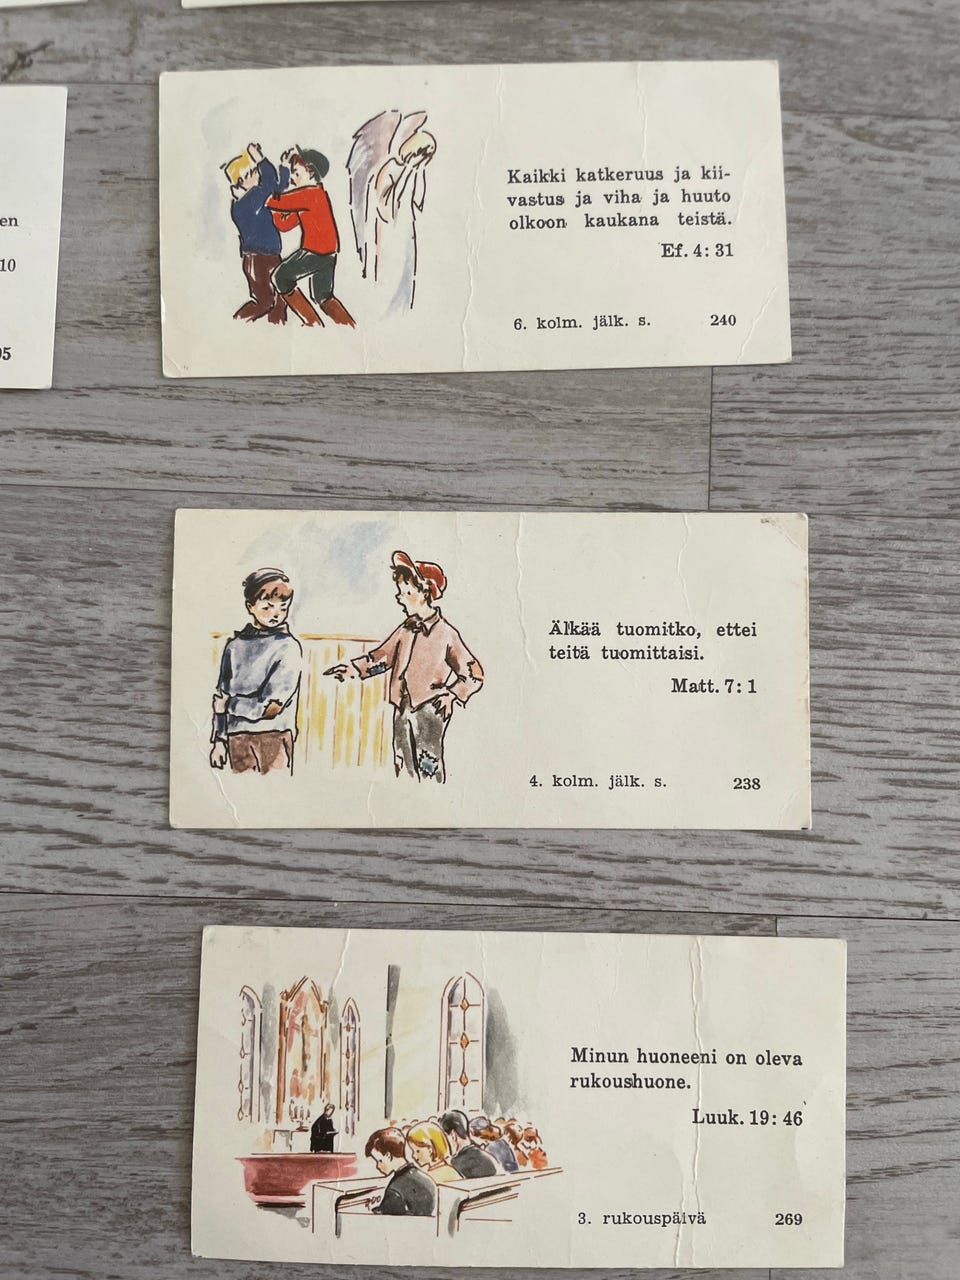 en
10
95
Kaikki katkeruus ja kii-
vastus ja viha ja huuto
olkoon kaukana teistä.
Ef. 4: 31
6. kolm. jälk. s. 240
Älkää tuomitko, ettei
teitä tuomittaisi.
Matt. 7: 1
4. kolm. jälk. s. 238
Minun huoneeni on oleva
rukoushuone.
Luuk. 19: 46
3. rukouspäivä 269